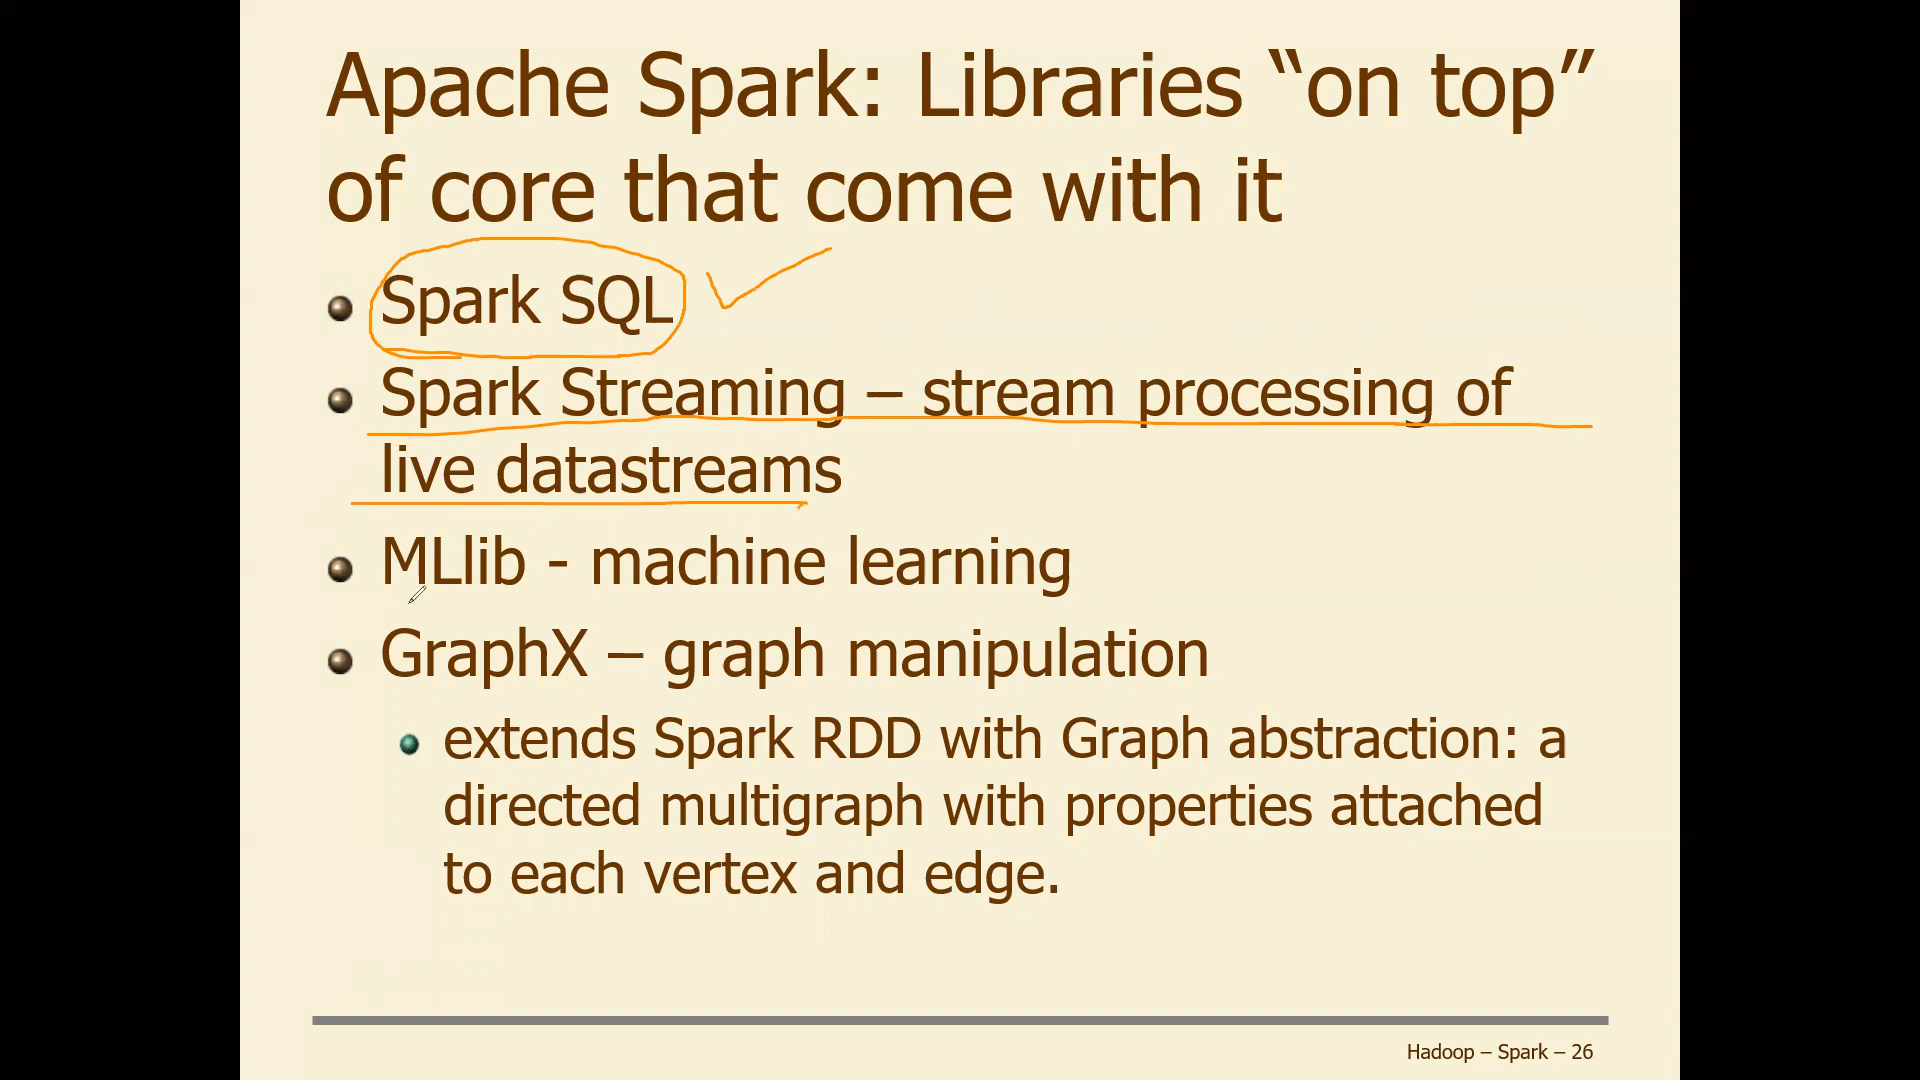 Apache Spark: Libraries “on top”
of core that come with it
Spark SQL
Spark Streaming – stream processing of
live datastreams
MLlib - machine learning
GraphX – graph manipulation
extends Spark RDD with Graph abstraction: a
directed multigraph with properties attached
to each vertex and edge.
Hadoop – Spark – 26